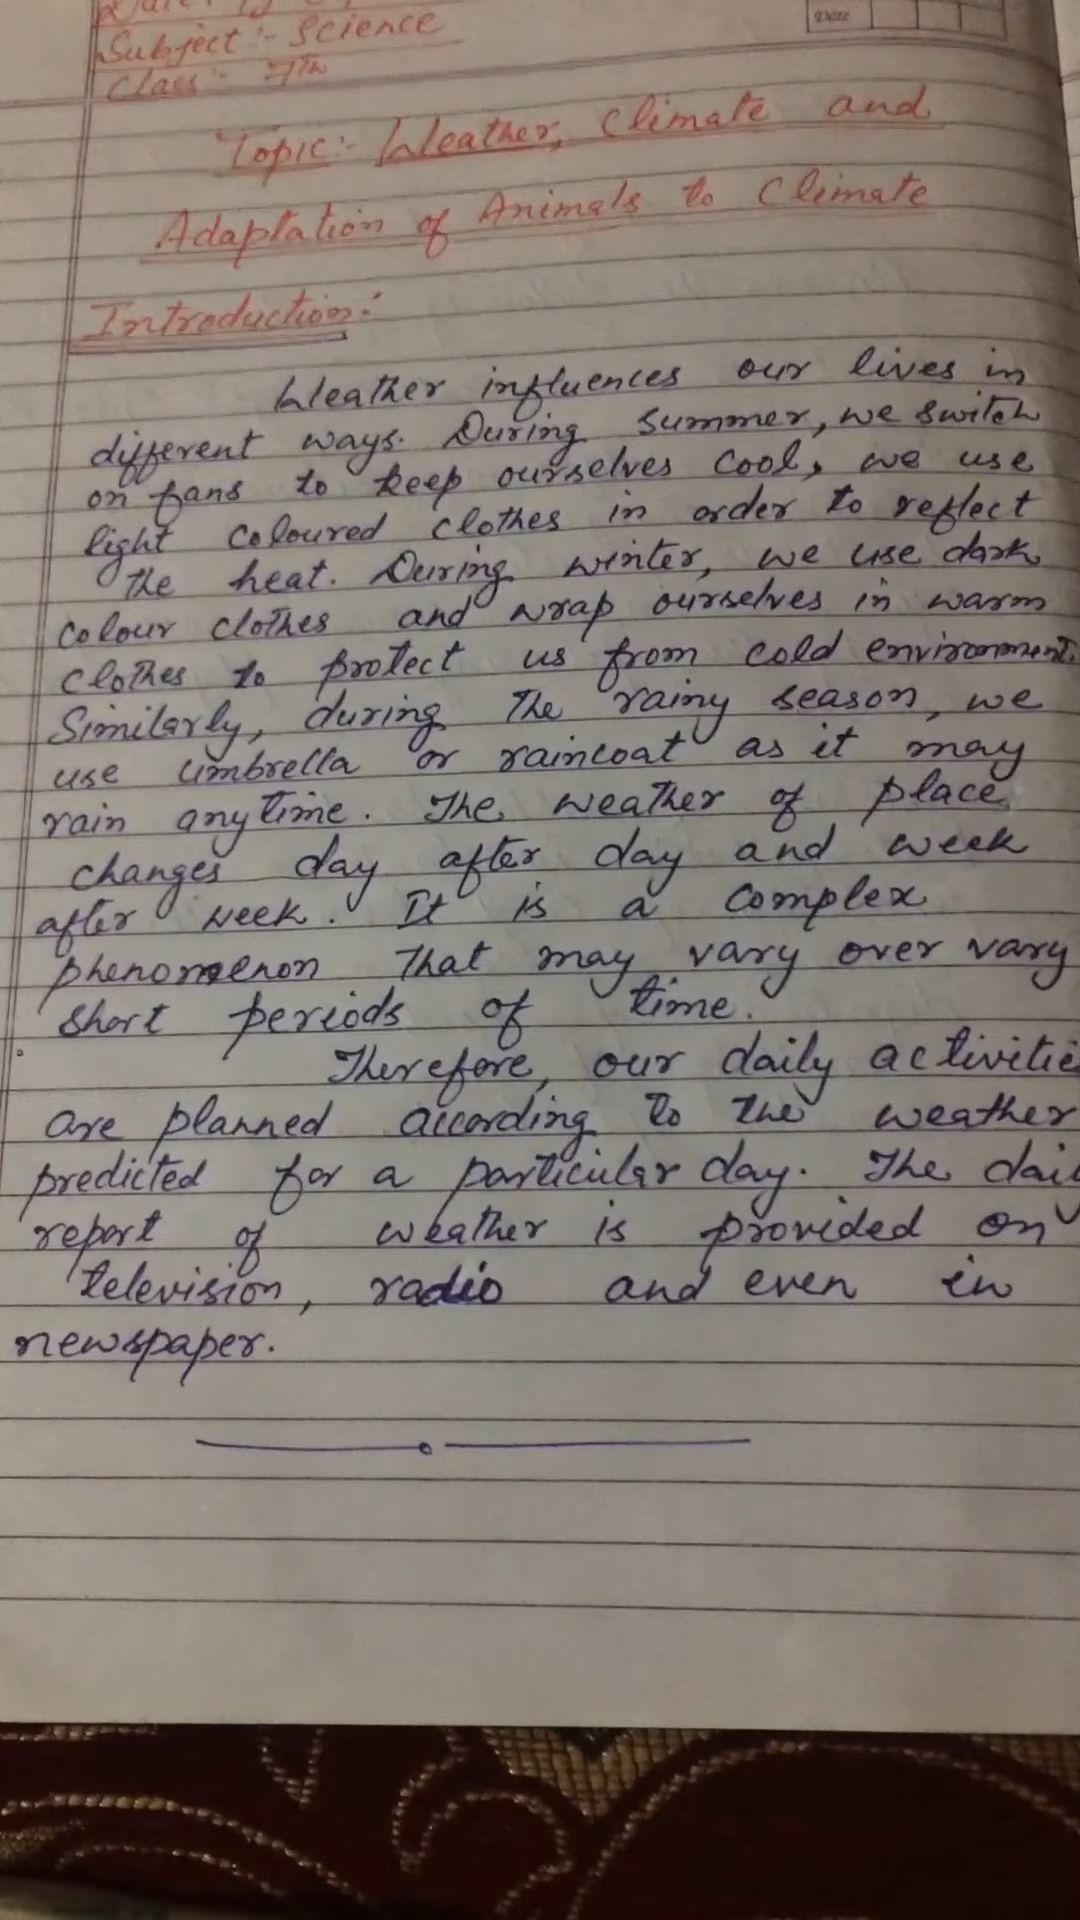 Subject :- Science
Class :- 7th
Date
Topic :- Weather, Climate and
Adaptation of Animals to Climate
Introduction :
Weather influences our lives in
different ways. During summer, we switch
on fans to keep ourselves cool, we use
light coloured clothes in order to reflect
the heat. During winter, we use dark
colour clothes and wrap ourselves in warm
clothes to protect us from cold environment.
Similarly, during the rainy season, we
use umbrella or raincoat as it may
rain anytime. The weather of place
changes day after day and week
after week. It is a complex
phenomenon that may vary over vary
short periods of time.
Therefore, our daily activitie
are planned according to the weather
predicted for a particular day. The dail
report of weather is provided on
television, radio and even in
newspaper.